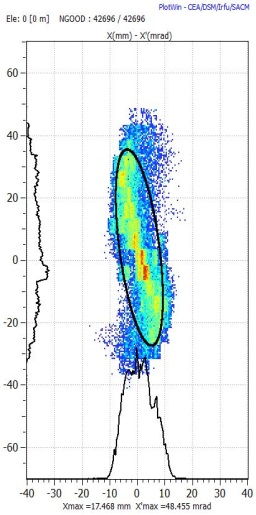 PlotWin - CEA/DSM/Irfu/SACM
Ele: 0 [0 m] NGOOD : 42696 / 42696
X(mm) - X'(mrad)
60
40
20
0
-20
-40
-60
-40 -30 -20 -10 0 10 20 30 40
Xmax =17.468 mm X'max =48.455 mrad